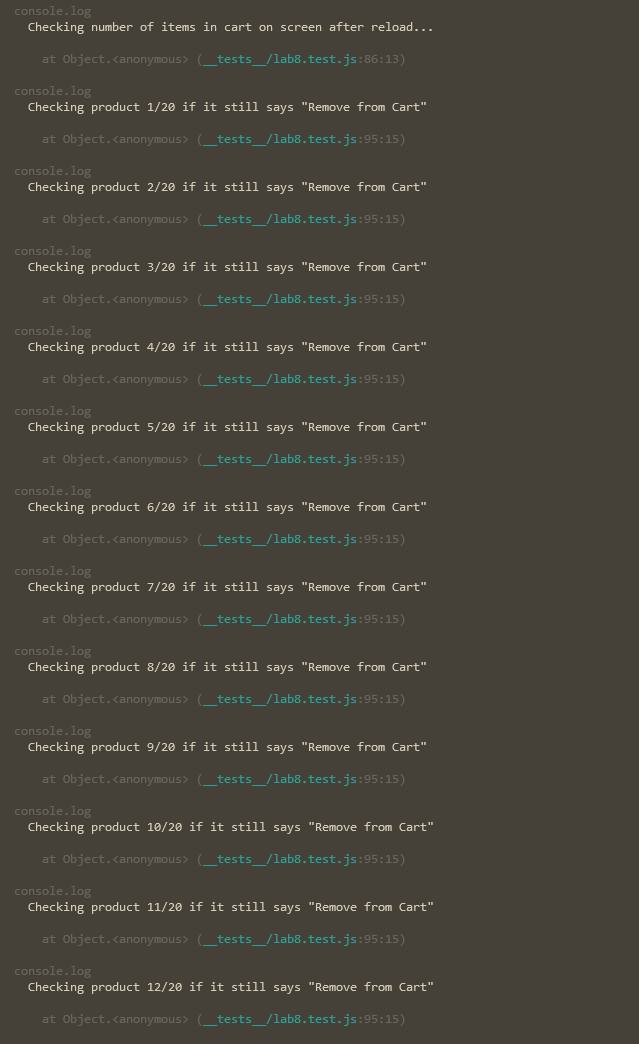 console.log
Checking number of items in cart on screen after reload...
at Object.<anonymous> (__tests__/lab8.test.js:86:13)
console.log
Checking product 1/20 if it still says "Remove from Cart"
at Object.<anonymous> (__tests__/lab8.test.js:95:15)
console.log
Checking product 2/20 if it still says "Remove from Cart"
at Object.<anonymous> (__tests__/lab8.test.js:95:15)
console.log
Checking product 3/20 if it still says "Remove from Cart"
at Object.<anonymous> (__tests__/lab8.test.js:95:15)
console.log
Checking product 4/20 if it still says "Remove from Cart"
at Object.<anonymous> (__tests__/lab8.test.js:95:15)
console.log
Checking product 5/20 if it still says "Remove from Cart"
at Object.<anonymous> (__tests__/lab8.test.js:95:15)
console.log
Checking product 6/20 if it still says "Remove from Cart"
at Object.<anonymous> (__tests__/lab8.test.js:95:15)
console.log
Checking product 7/20 if it still says "Remove from Cart"
at Object.<anonymous> (__tests__/lab8.test.js:95:15)
console.log
Checking product 8/20 if it still says "Remove from Cart"
at Object.<anonymous> (__tests__/lab8.test.js:95:15)
console.log
Checking product 9/20 if it still says "Remove from Cart"
at Object.<anonymous> (__tests__/lab8.test.js:95:15)
console.log
Checking product 10/20 if it still says "Remove from Cart"
at Object.<anonymous> (__tests__/lab8.test.js:95:15)
console.log
Checking product 11/20 if it still says "Remove from Cart"
at Object.<anonymous> (__tests__/lab8.test.js:95:15)
console.log
Checking product 12/20 if it still says "Remove from Cart"
at Object.<anonymous> (__tests__/lab8.test.js:95:15)